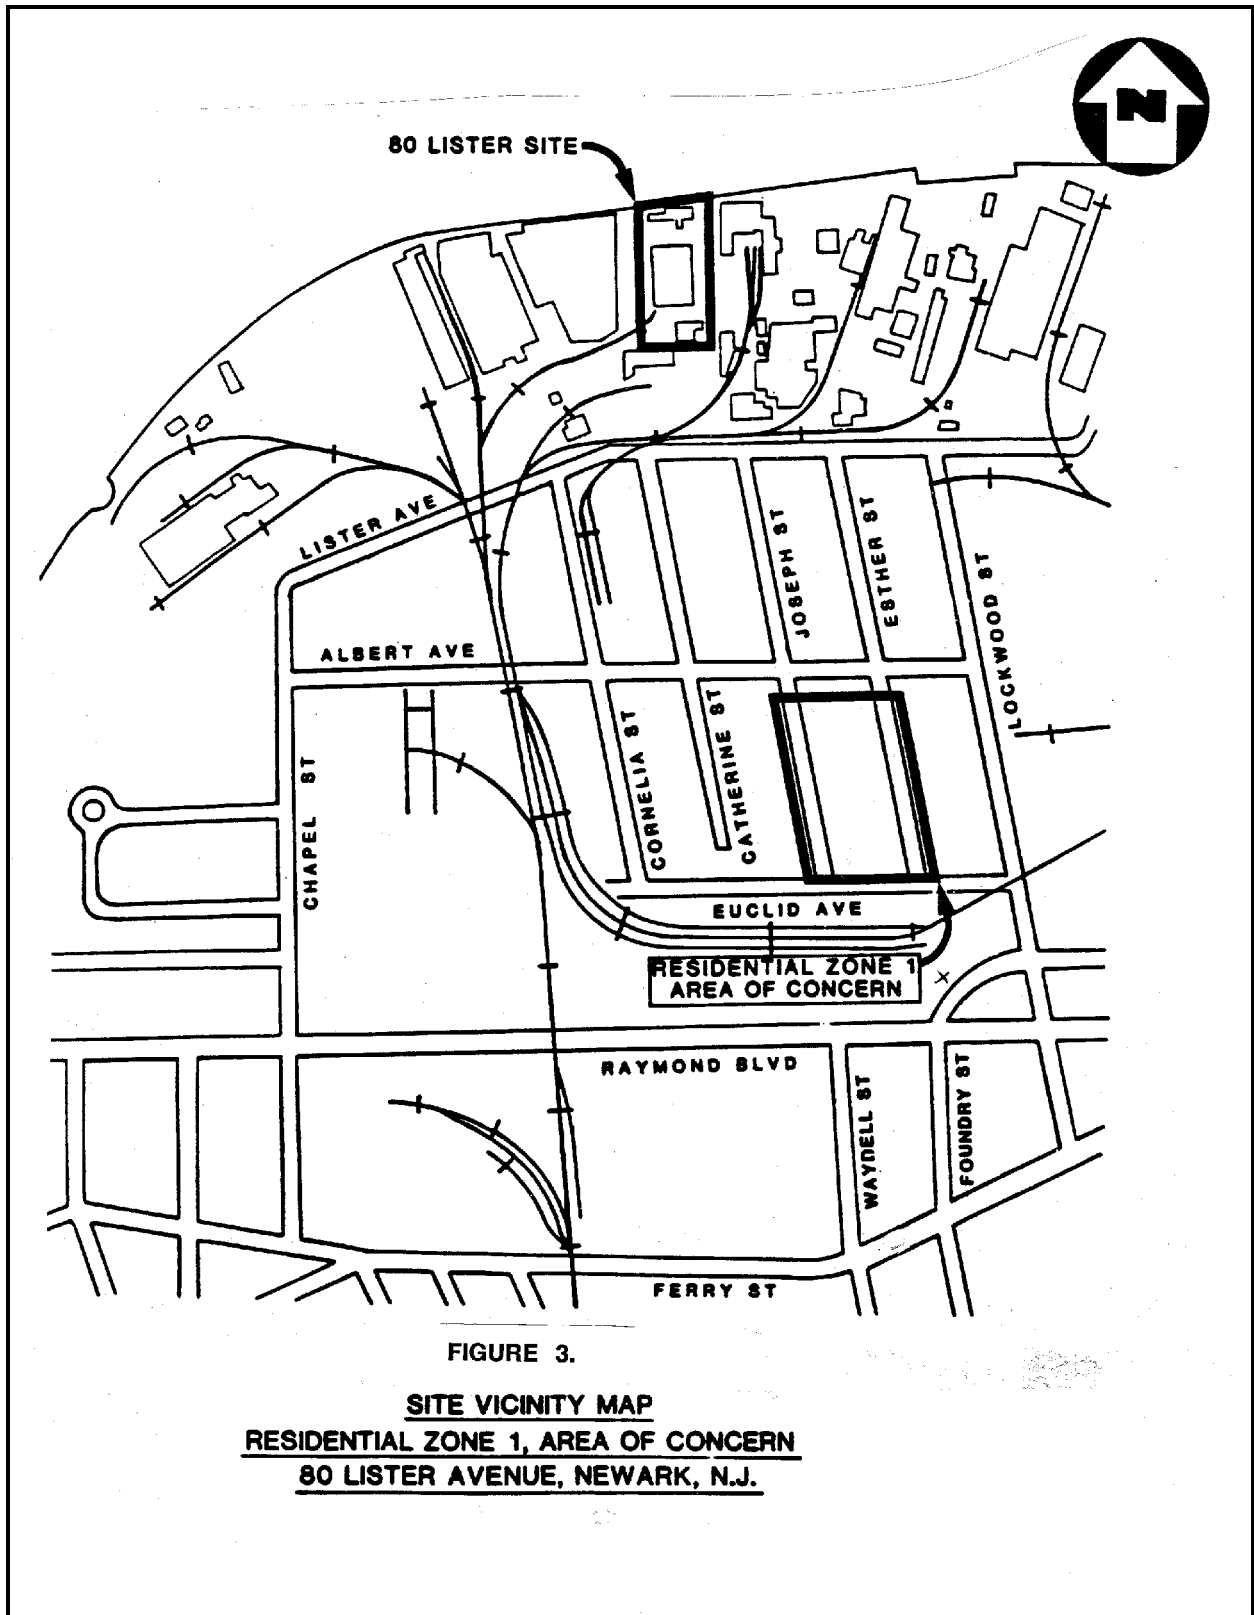 N
80 LISTER SITE
LISTER AVE
JOSEPH ST
ESTHER ST
LOCKWOOD ST
ALBERT AVE
CORNELIA ST
CATHERINE ST
CHAPEL ST
EUCLID AVE
RESIDENTIAL ZONE 1
AREA OF CONCERN
RAYMOND BLVD
WAYDELL ST
FOUNDRY ST
FERRY ST
FIGURE 3.
SITE VICINITY MAP
RESIDENTIAL ZONE 1, AREA OF CONCERN
80 LISTER AVENUE, NEWARK, N.J.